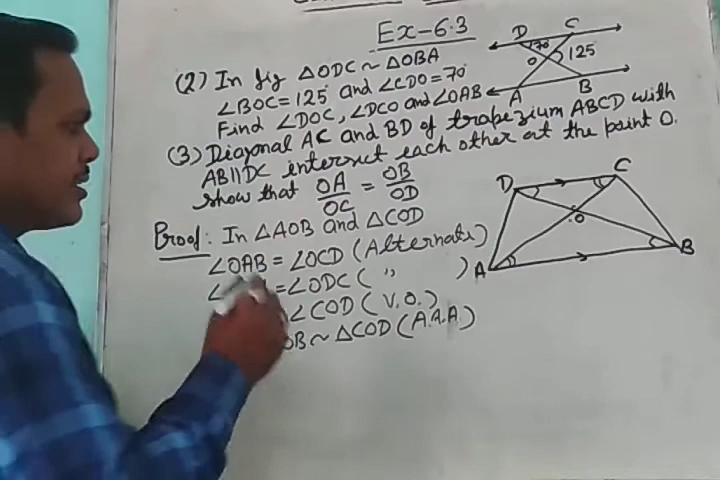 Ex-6.3
(2) In fig △ODC ~ △OBA
∠BOC = 125° and ∠CDO = 70°
Find ∠DOC, ∠DCO and ∠OAB
D C
70°
O 125
A B
(3) Diagonal AC and BD of trapezium ABCD with
AB||DC intersect each other at the point O.
show that OA/OC = OB/OD
Proof: In △AOB and △COD
∠OAB = ∠OCD (Alternate)
∠ = ∠ODC ( " )
∠COD (V.O.)
OB ~ △COD (A.A.A)
D C
O
A B